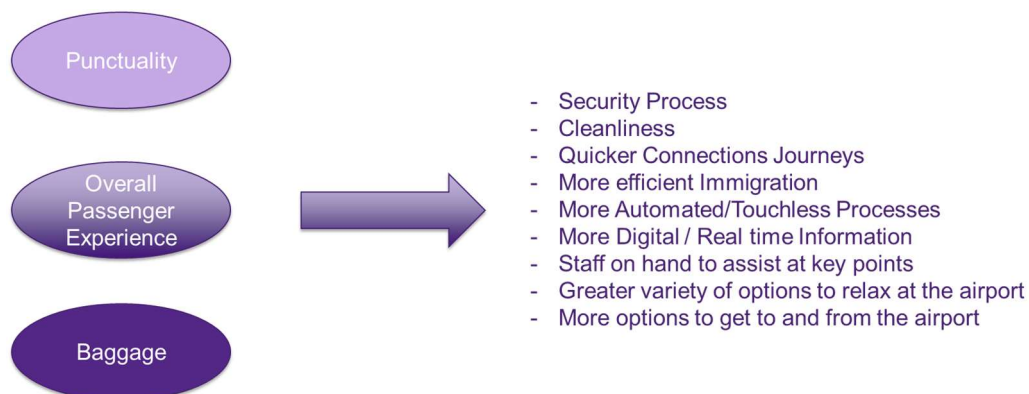 Punctuality
Overall
Passenger
Experience
Baggage
- Security Process
- Cleanliness
- Quicker Connections Journeys
- More efficient Immigration
- More Automated/Touchless Processes
- More Digital / Real time Information
- Staff on hand to assist at key points
- Greater variety of options to relax at the airport
- More options to get to and from the airport